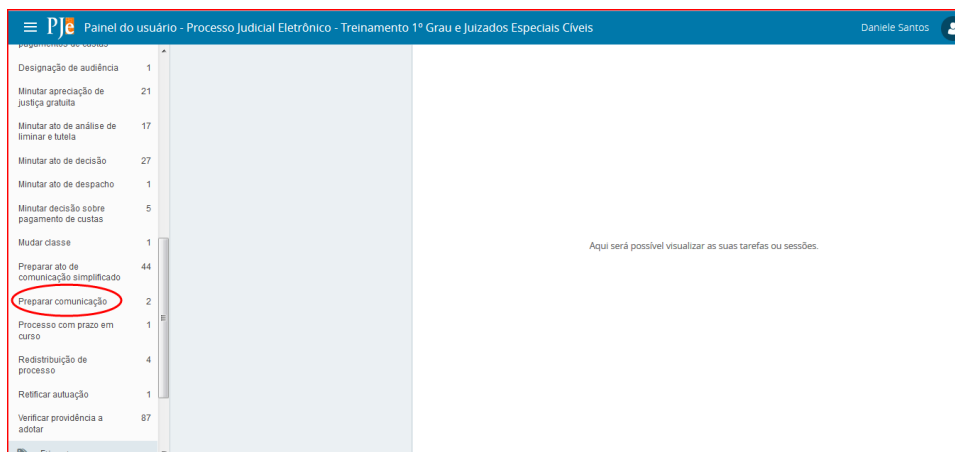 PJe Painel do usuário - Processo Judicial Eletrônico - Treinamento 1º Grau e Juizados Especiais Cíveis Daniele Santos
pagamentos de custas
Designação de audiência 1
Minutar apreciação de 21
justiça gratuita
Minutar ato de análise de 17
liminar e tutela
Minutar ato de decisão 27
Minutar ato de despacho 1
Minutar decisão sobre 5
pagamento de custas
Mudar classe 1
Preparar ato de 44
comunicação simplificado
Preparar comunicação 2
Processo com prazo em 1
curso
Redistribuição de 4
processo
Retificar autuação 1
Verificar providência a 87
adotar
Aqui será possível visualizar as suas tarefas ou sessões.